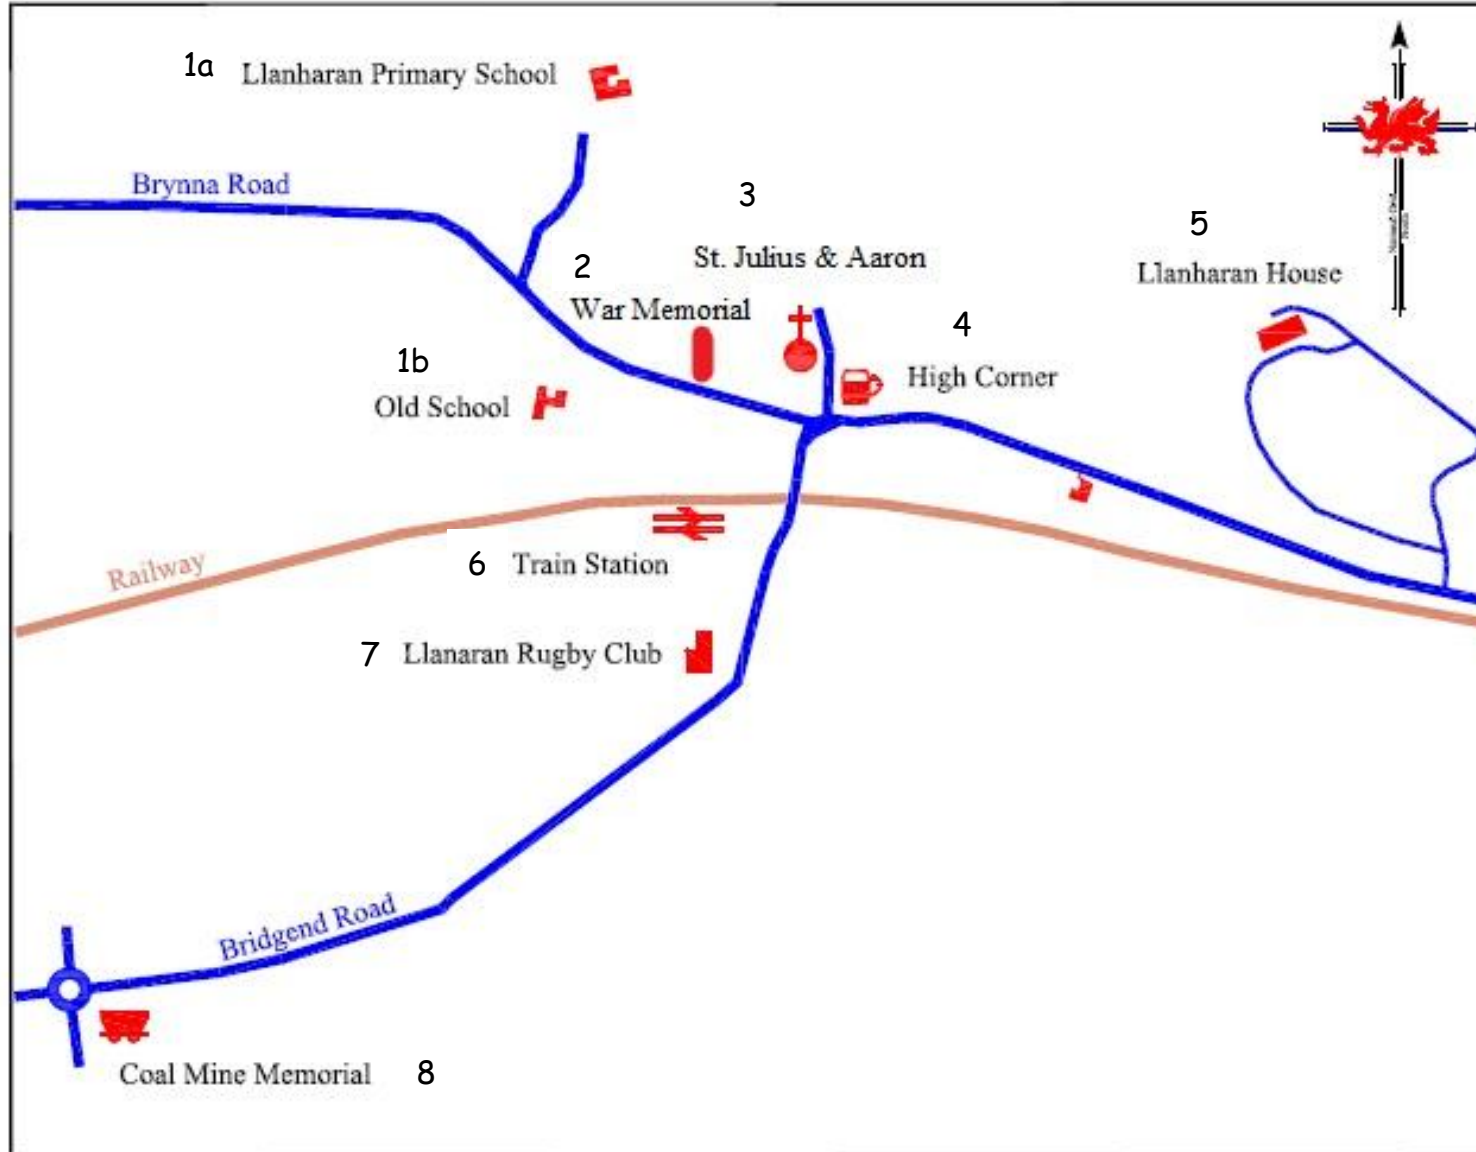 1a Llanharan Primary School
Brynna Road
3
St. Julius & Aaron
2
War Memorial
5
Llanharan House
4
High Corner
1b
Old School
Railway
6 Train Station
7 Llanaran Rugby Club
Bridgend Road
Coal Mine Memorial 8